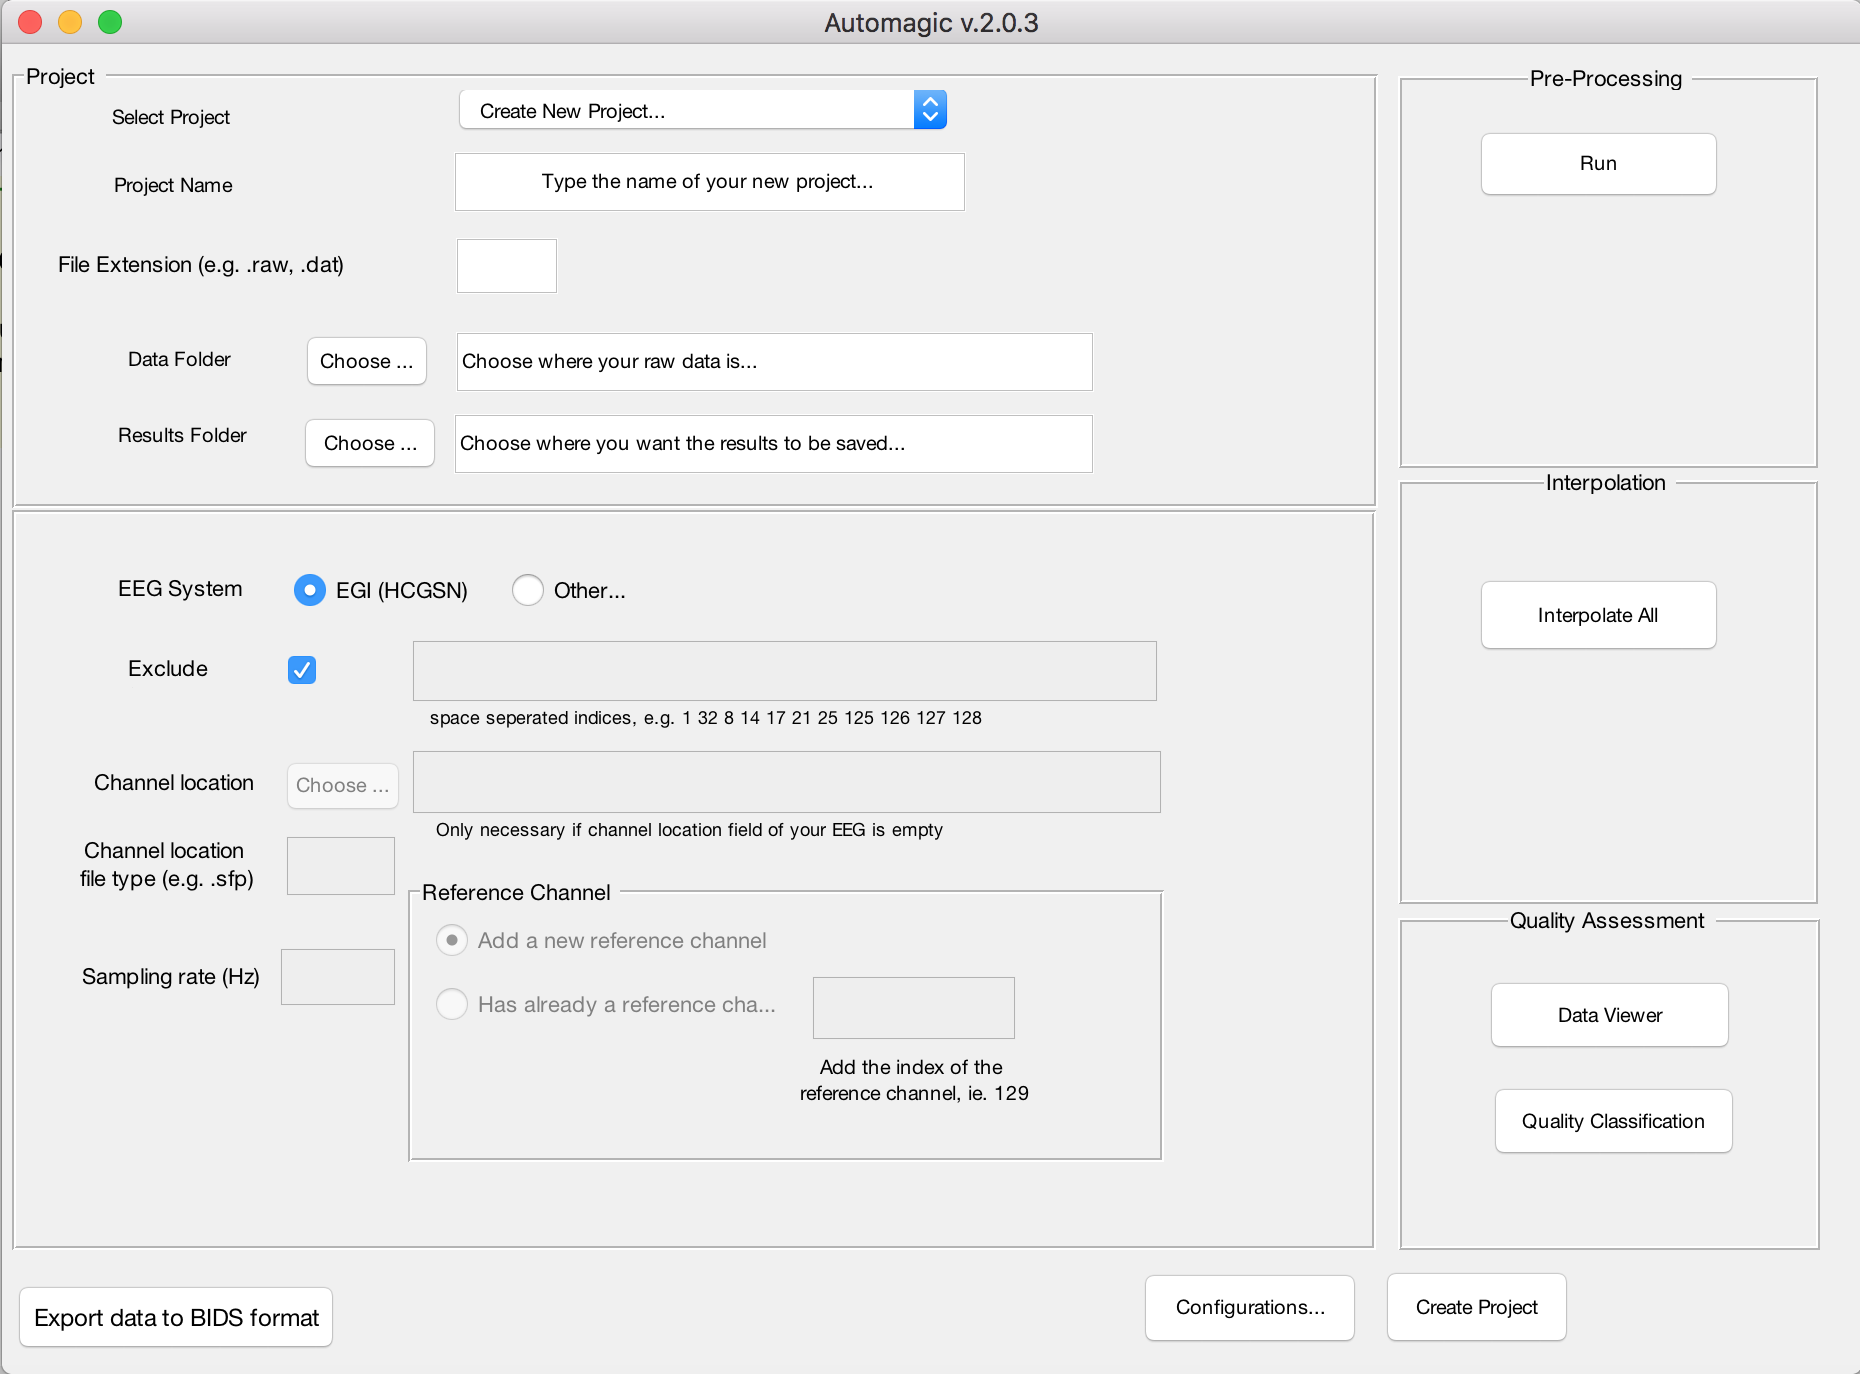 Automagic v.2.0.3
Project
Select Project
Create New Project...
Project Name
Type the name of your new project...
File Extension (e.g. .raw, .dat)
Data Folder
Choose ...
Choose where your raw data is...
Results Folder
Choose ...
Choose where you want the results to be saved...
EEG System
EGI (HCGSN)
Other...
Exclude
space seperated indices, e.g. 1 32 8 14 17 21 25 125 126 127 128
Channel location
Choose ...
Only necessary if channel location field of your EEG is empty
Channel location
file type (e.g. .sfp)
Sampling rate (Hz)
Reference Channel
Add a new reference channel
Has already a reference cha...
Add the index of the
reference channel, ie. 129
Pre-Processing
Run
Interpolation
Interpolate All
Quality Assessment
Data Viewer
Quality Classification
Export data to BIDS format
Configurations...
Create Project